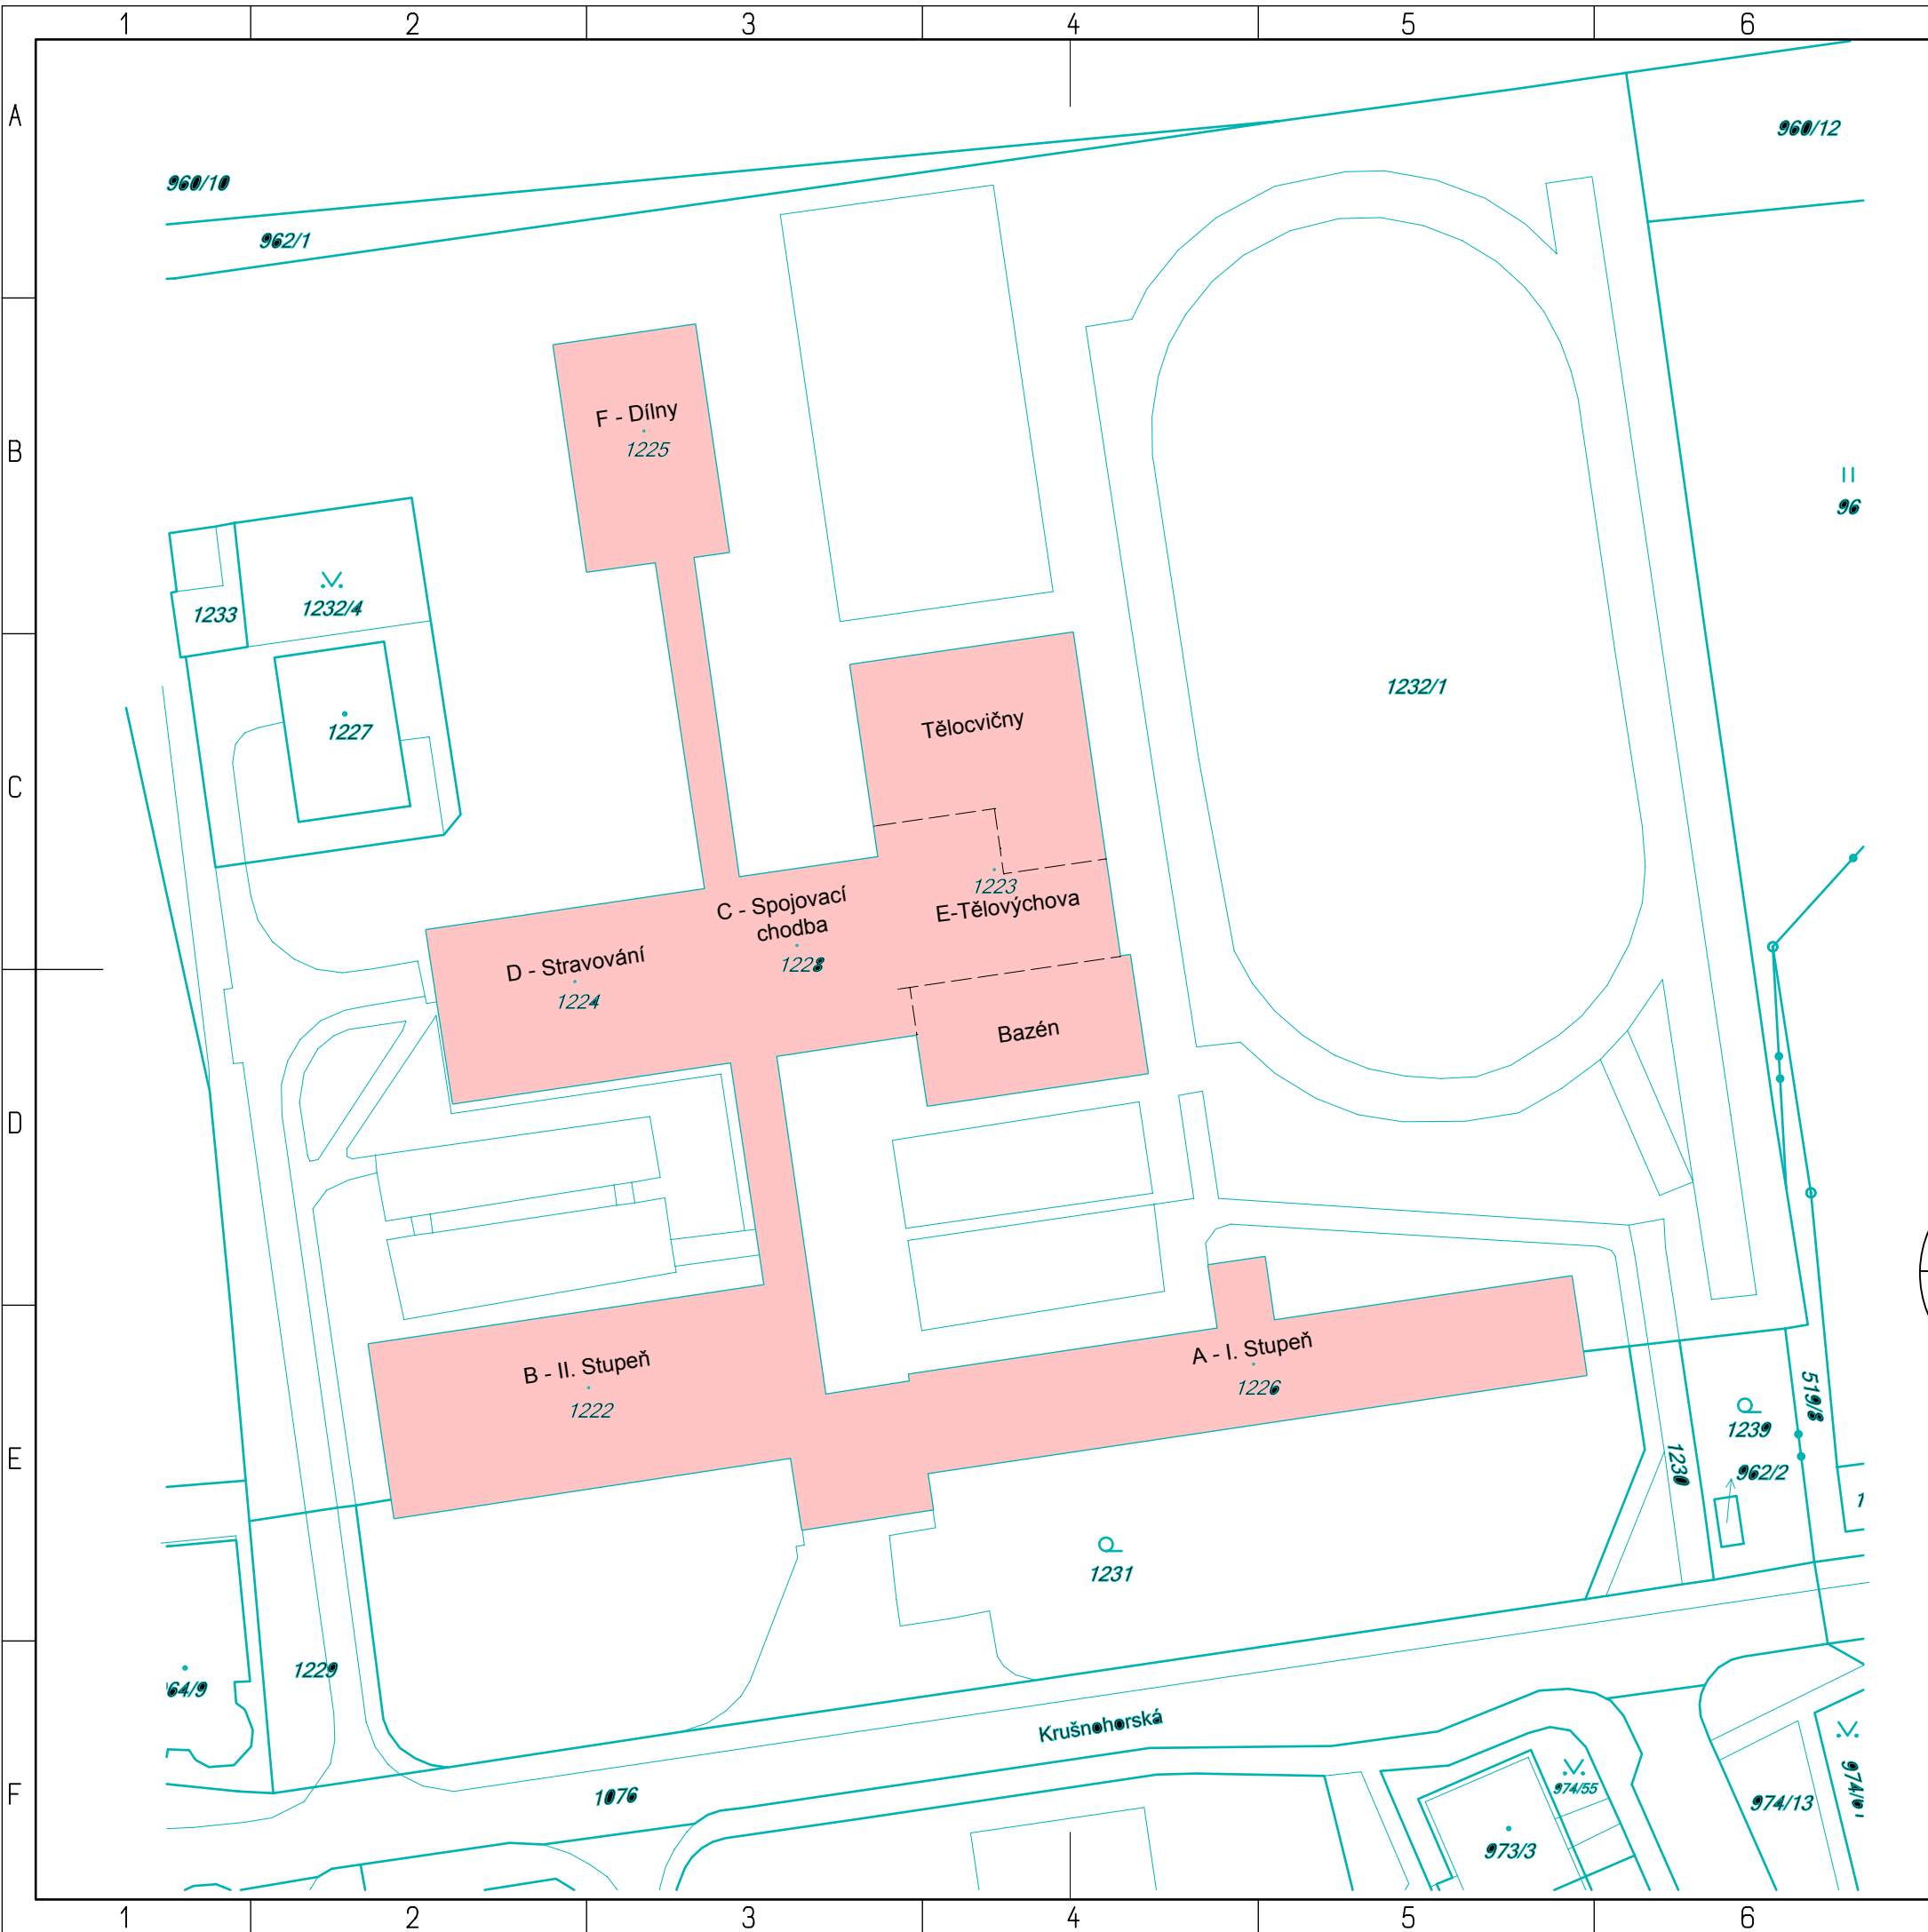 1 2 3 4 5 6
A
960/12
960/10
962/1
F - Dílny
1225
B
96
1233
1232/4
1232/1
Tělocvičny
1227
C
1223
C - Spojovací
chodba
E-Tělovýchova
1228
D - Stravování
1224
Bazén
D
A - I. Stupeň
1226
B - II. Stupeň
1222
519/8
1239
E
1230
962/2
1
1231
1229
64/9
Krušnohorská
1076
F
974/55
974/13
973/3
1 2 3 4 5 6